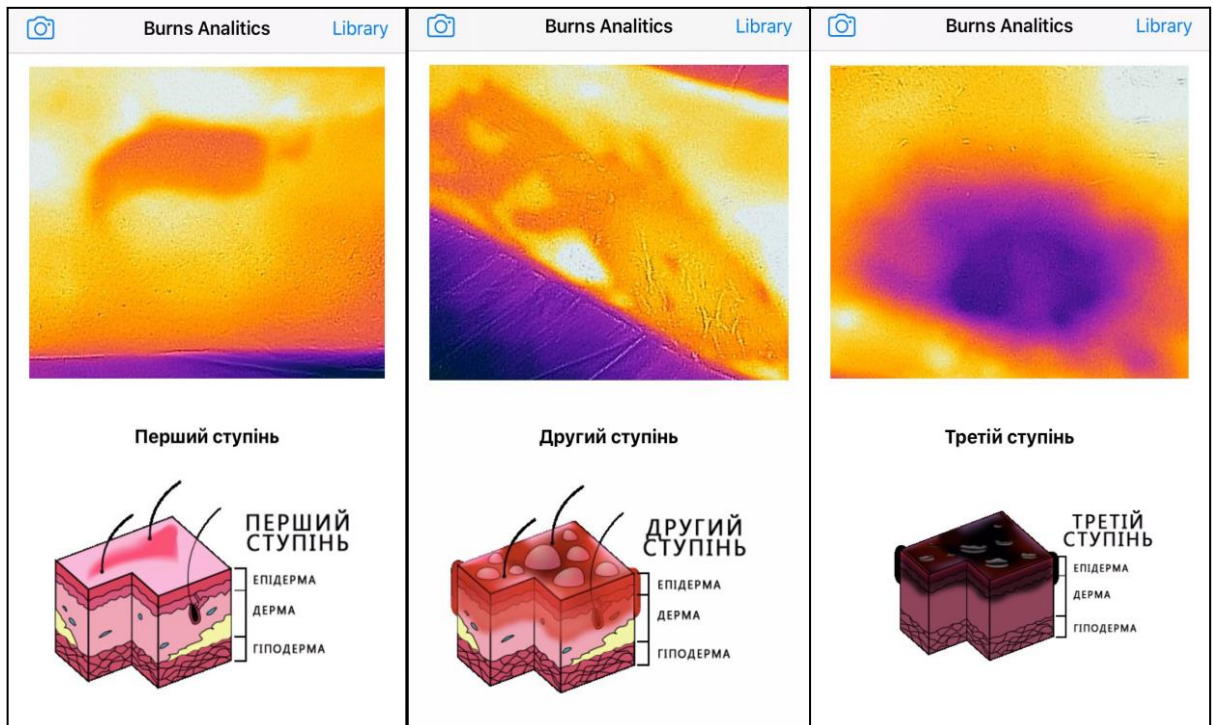 Burns Analitics
Library
Перший ступінь
ПЕРШИЙ
СТУПІНЬ
ЕПІДЕРМА
ДЕРМА
ГІПОДЕРМА
Burns Analitics
Library
Другий ступінь
ДРУГИЙ
СТУПІНЬ
ЕПІДЕРМА
ДЕРМА
ГІПОДЕРМА
Burns Analitics
Library
Третій ступінь
ТРЕТІЙ
СТУПІНЬ
ЕПІДЕРМА
ДЕРМА
ГІПОДЕРМА